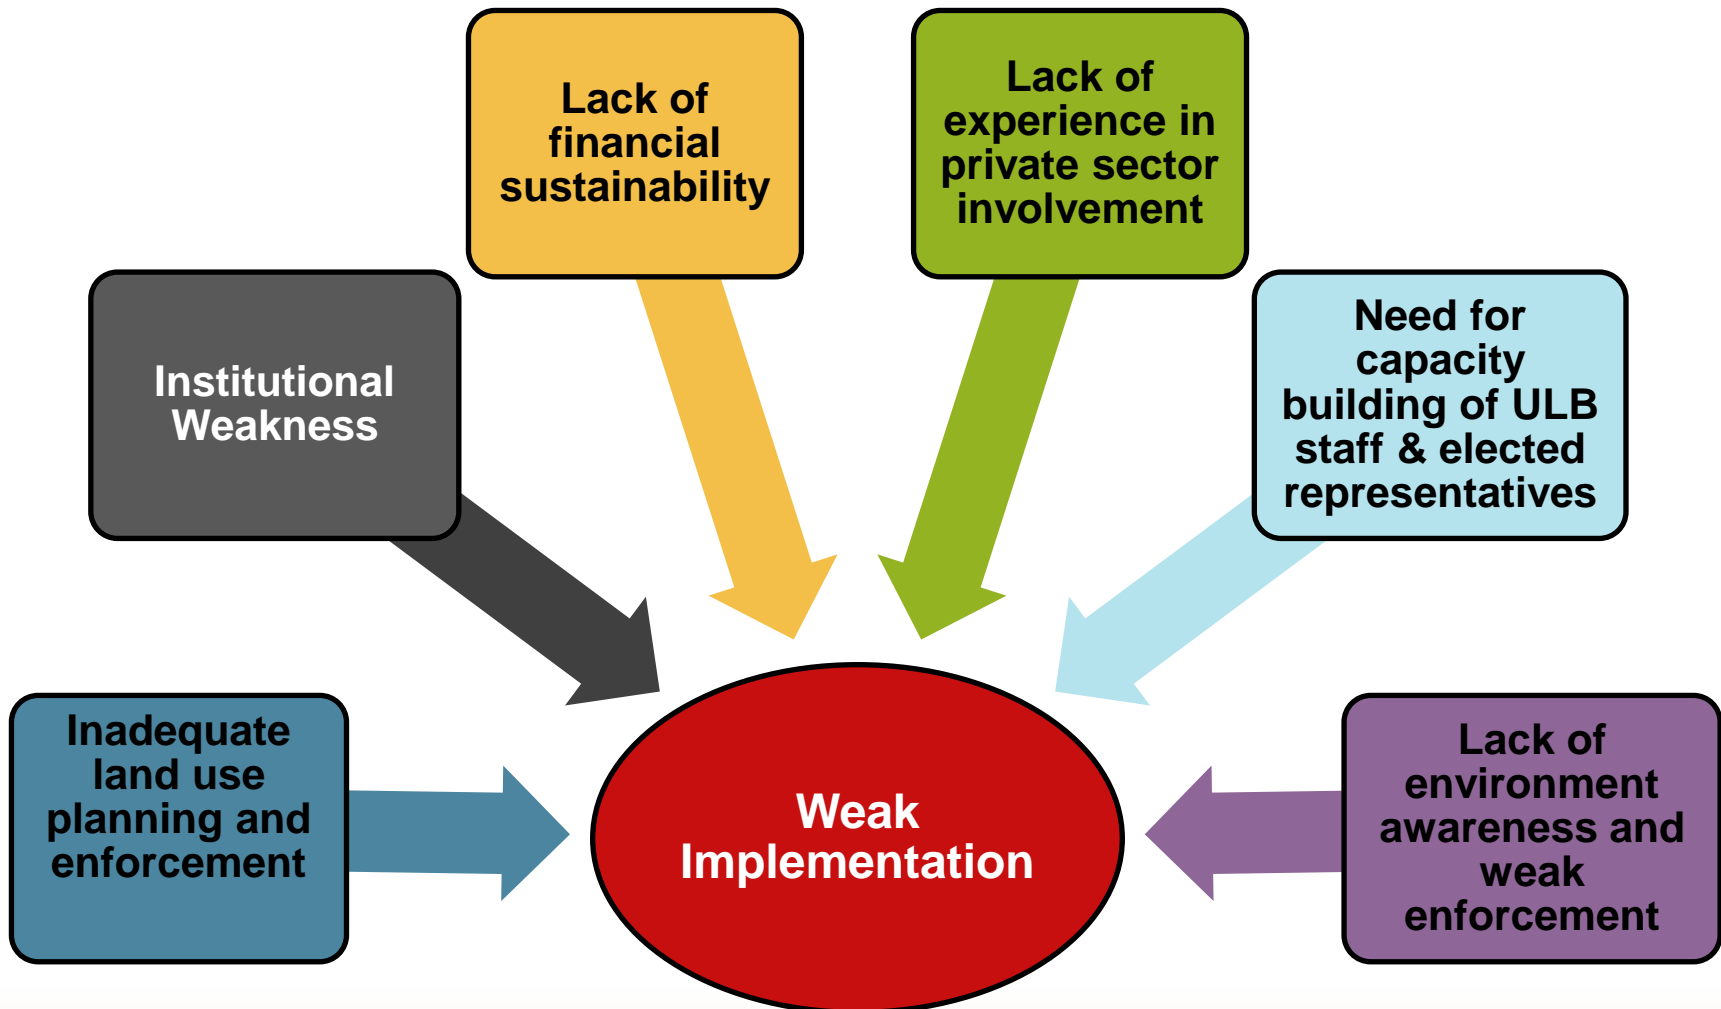 Lack of
financial
sustainability
Lack of
experience in
private sector
involvement
Institutional
Weakness
Need for
capacity
building of ULB
staff & elected
representatives
Inadequate
land use
planning and
enforcement
Weak
Implementation
Lack of
environment
awareness and
weak
enforcement